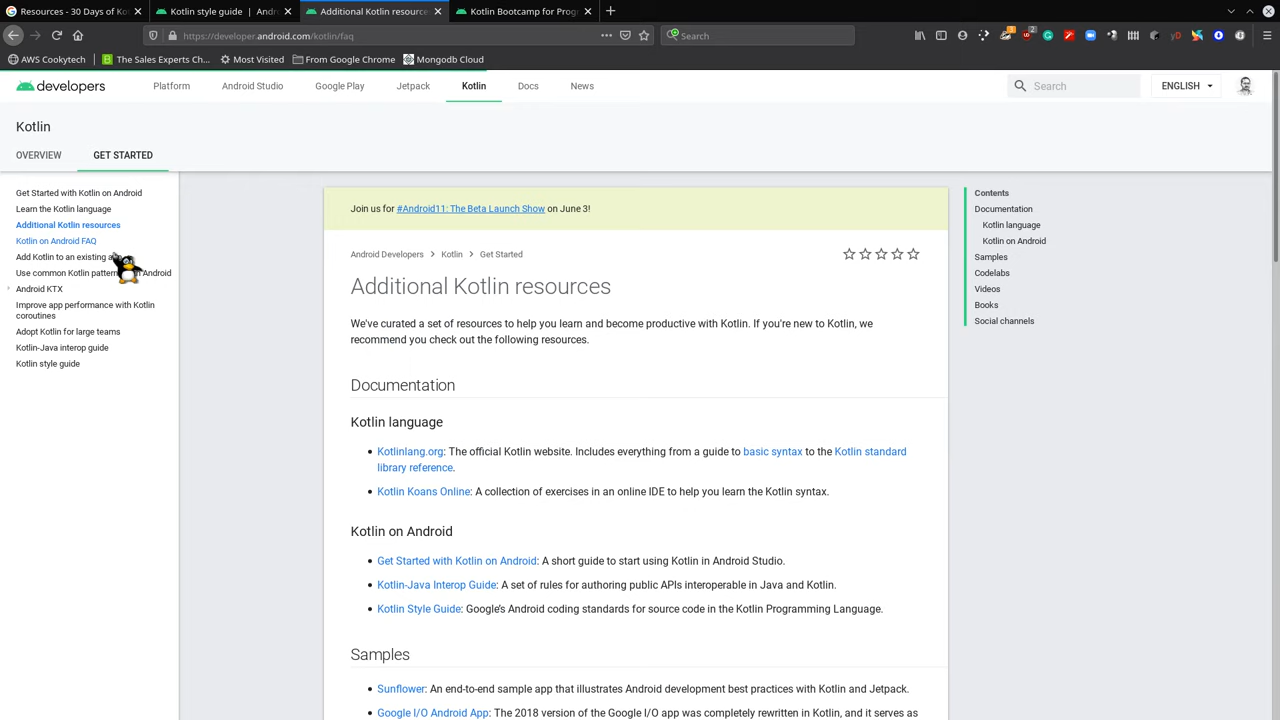 Resources - 30 Days of Ko
Kotlin style guide | And
Additional Kotlin resource
Kotlin Bootcamp for Prog
https://developer.android.com/kotlin/faq
Search
AWS Cookytech
The Sales Experts Ch...
Most Visited
From Google Chrome
Mongodb Cloud
developers
Platform
Android Studio
Google Play
Jetpack
Kotlin
Docs
News
Search
ENGLISH
Kotlin
OVERVIEW
GET STARTED
Get Started with Kotlin on Android
Learn the Kotlin language
Additional Kotlin resources
Kotlin on Android FAQ
Add Kotlin to an existing
Use common Kotlin Android
Android KTX
Improve app performance with Kotlin
coroutines
Adopt Kotlin for large teams
Kotlin-Java interop guide
Kotlin style guide
Join us for #Android11: The Beta Launch Show on June 3!
Android Developers > Kotlin > Get Started
Additional Kotlin resources
We've curated a set of resources to help you learn and become productive with Kotlin. If you're new to Kotlin, we
recommend you check out the following resources.
Documentation
Kotlin language
• Kotlinlang.org: The official Kotlin website. Includes everything from a guide to basic syntax to the Kotlin standard
library reference.
• Kotlin Koans Online: A collection of exercises in an online IDE to help you learn the Kotlin syntax.
Kotlin on Android
• Get Started with Kotlin on Android: A short guide to start using Kotlin in Android Studio.
• Kotlin-Java Interop Guide: A set of rules for authoring public APIs interoperable in Java and Kotlin.
• Kotlin Style Guide: Google's Android coding standards for source code in the Kotlin Programming Language.
Samples
• Sunflower: An end-to-end sample app that illustrates Android development best practices with Kotlin and Jetpack.
• Google I/O Android App: The 2018 version of the Google I/O app was completely rewritten in Kotlin, and it serves as
Contents
Documentation
Kotlin language
Kotlin on Android
Samples
Codelabs
Videos
Books
Social channels